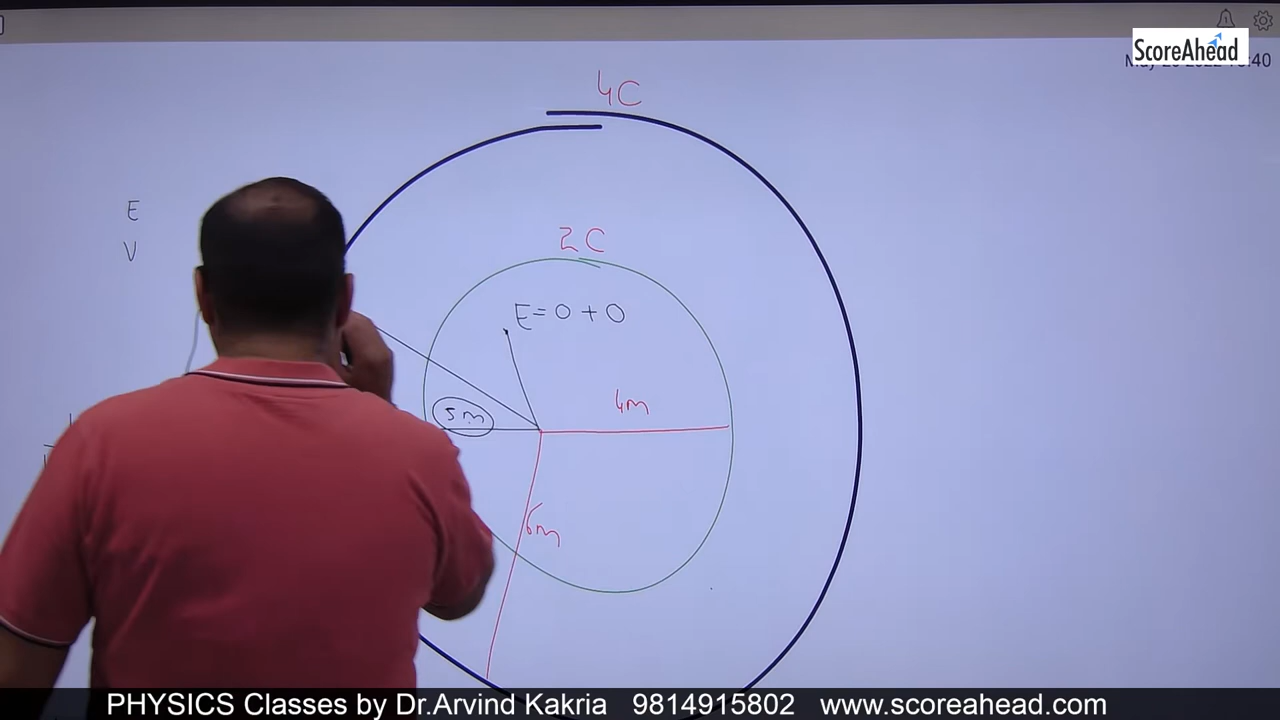 ScoreAhead
4C
E
V
2C
E=0+0
4m
5m
6m
PHYSICS Classes by Dr.Arvind Kakria 9814915802 www.scoreahead.com